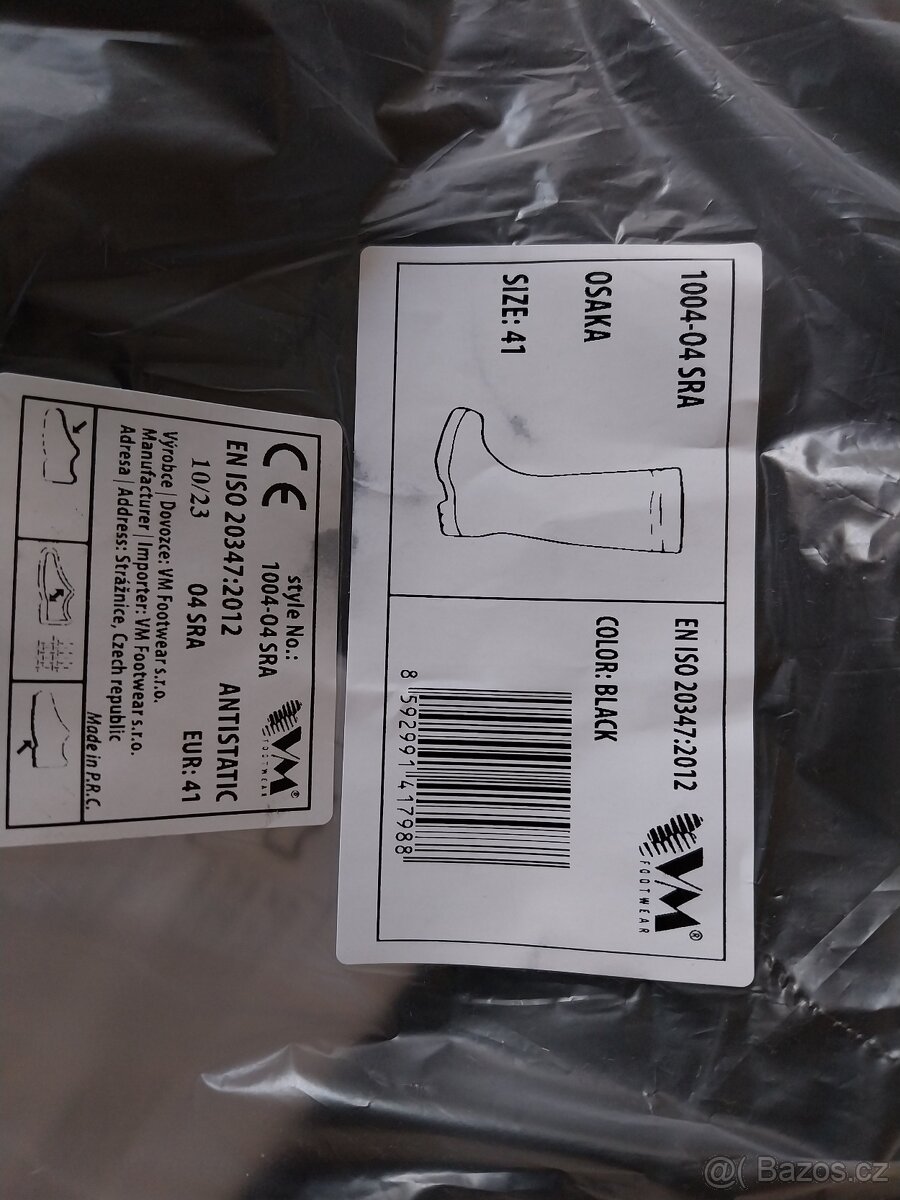 1004-04 SRA
OSAKA
SIZE: 41
EN ISO 20347:2012
COLOR: BLACK
VM®
FOOTWEAR
8 592991 417988
CE
style No.:
1004-04 SRA
VM®
FOOTWEAR
EN ISO 20347:2012 ANTISTATIC
10/23 04 SRA EUR: 41
Výrobce | Dovozce: VM Footwear s.r.o.
Manufacturer | Importer: VM Footwear s.r.o.
Adresa | Address: Strážnice, Czech republic
Made in P.R.C.
@( Bazos.cz